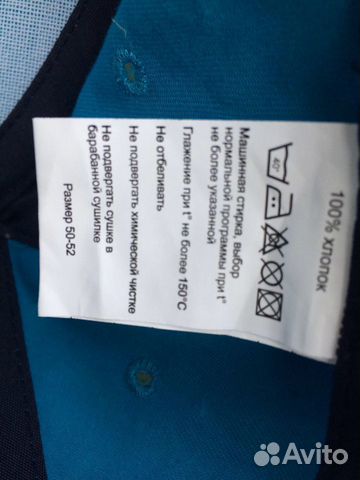 100% хлопок
40°
Машинная стирка, выбор
нормальной программы при t°
не более указанной
Глажение при t° не более 150°С
Не отбеливать
Не подвергать химической чистке
Не подвергать сушке в
барабанной сушилке
Размер 50-52
Avito